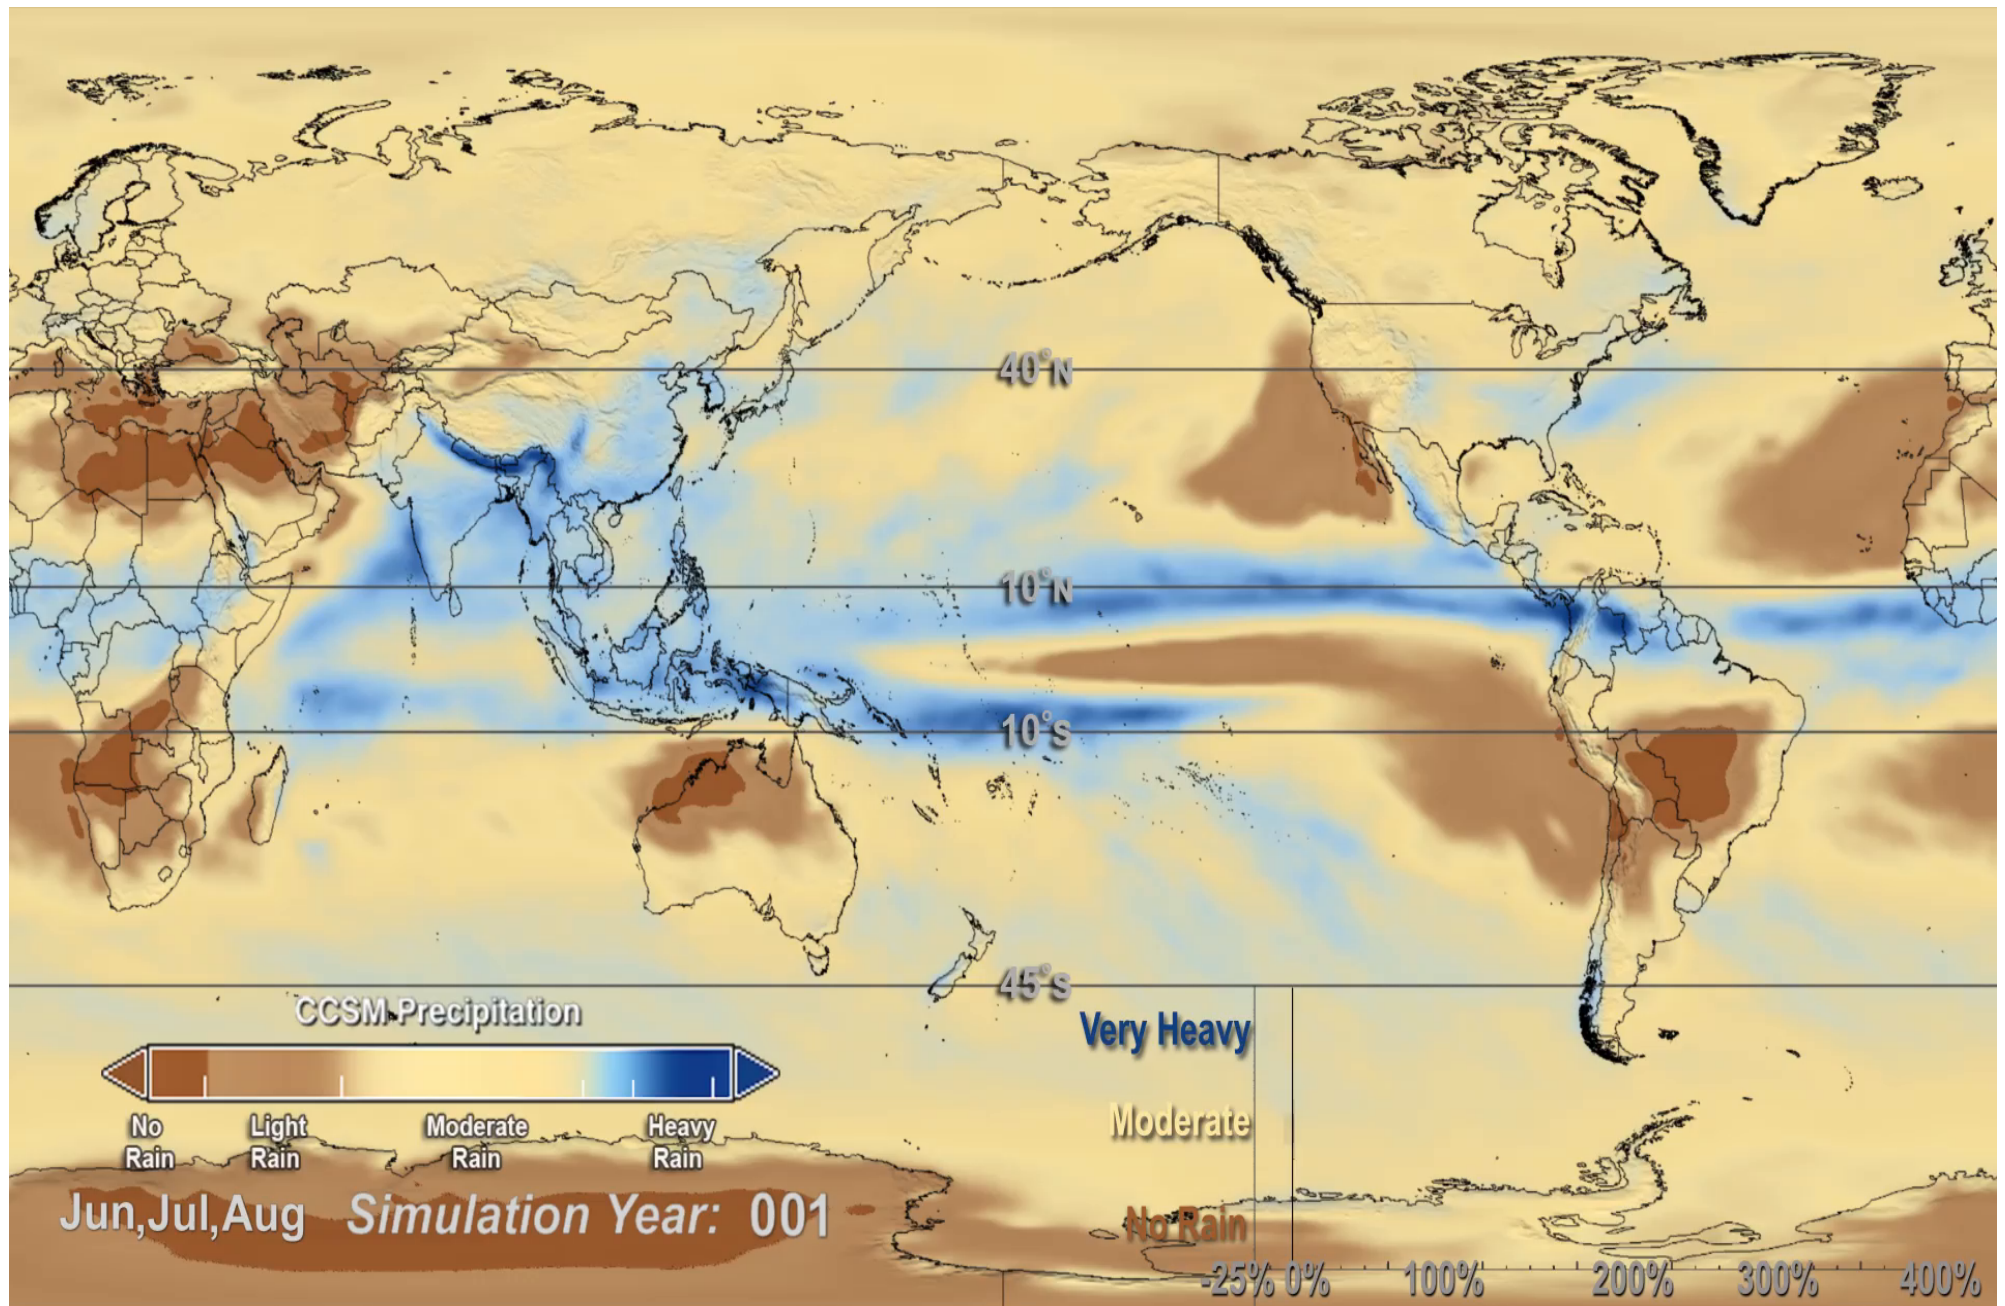 40°N
10°N
10°S
45°S
CCSM Precipitation
No Rain
Light Rain
Moderate Rain
Heavy Rain
Jun,Jul,Aug Simulation Year: 001
Very Heavy
Moderate
No Rain
-25% 0% 100% 200% 300% 400%